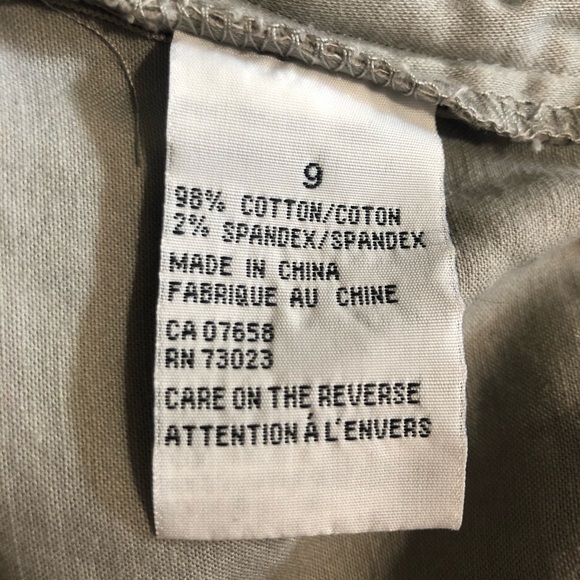 9
98% COTTON/COTON
2% SPANDEX/SPANDEX
MADE IN CHINA
FABRIQUE AU CHINE
CA 07658
RN 73023
CARE ON THE REVERSE
ATTENTION Á L'ENVERS